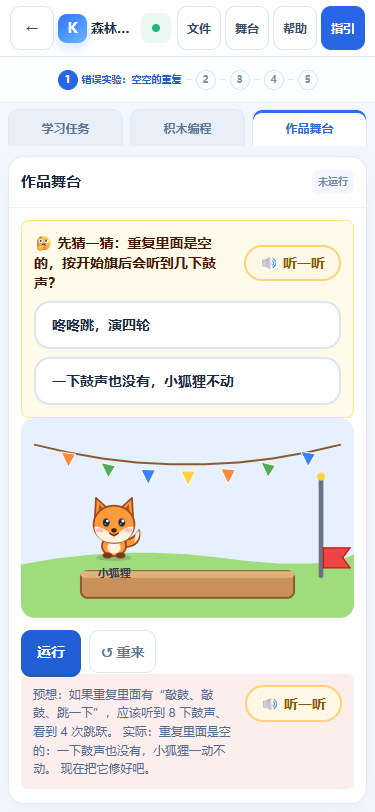 ←
K
森林...
文件
舞台
帮助
指引
1 错误实验：空空的重复 2 3 4 5
学习任务
积木编程
作品舞台
作品舞台
未运行
先猜一猜：重复里面是空
的，按开始旗后会听到几下鼓
声？
听一听
咚咚跳，演四轮
一下鼓声也没有，小狐狸不动
小狐狸
运行
↺ 重来
预想：如果重复里面有“敲鼓、敲
鼓、跳一下”，应该听到 8 下鼓声、
看到 4 次跳跃。 实际：重复里面是空
的：一下鼓声也没有，小狐狸一动不
动。 现在把它修好吧。
听一听